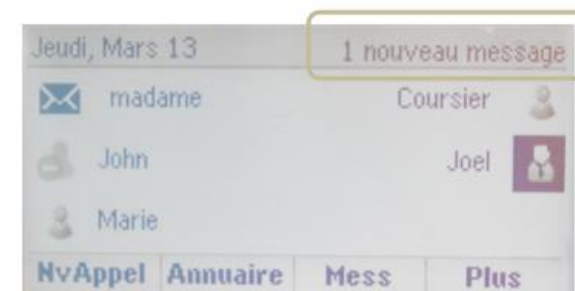 Jeudi, Mars 13 1 nouveau message
madame Coursier
John Joel
Marie
NvAppel Annuaire Mess Plus